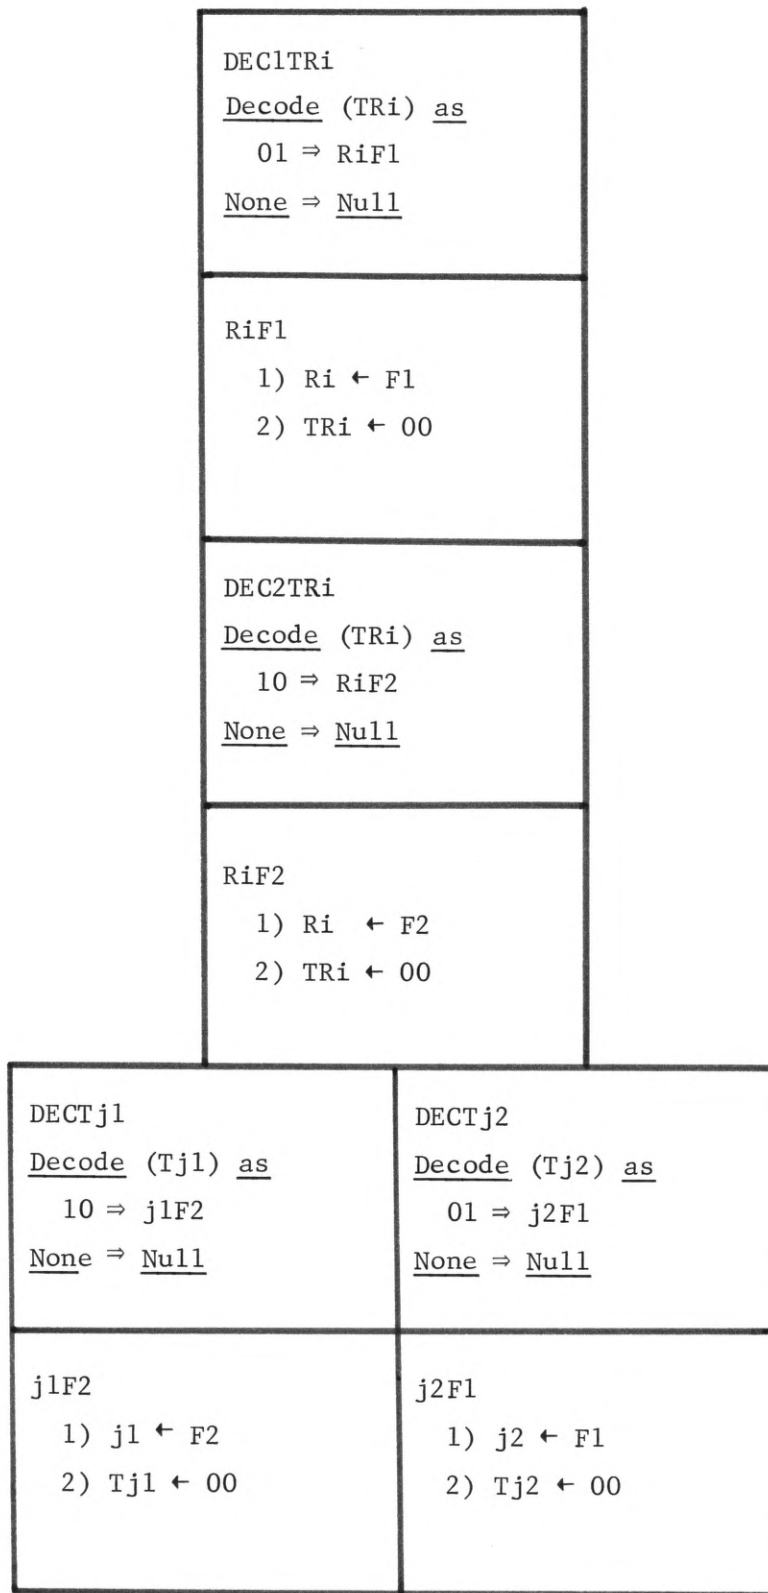 DEC1TRi
Decode (TRi) as
01 ⇒ RiF1
None ⇒ Null
RiF1
1) Ri ← F1
2) TRi ← 00
DEC2TRi
Decode (TRi) as
10 ⇒ RiF2
None ⇒ Null
RiF2
1) Ri ← F2
2) TRi ← 00
DECTj1
Decode (Tj1) as
10 ⇒ j1F2
None ⇒ Null
j1F2
1) j1 ← F2
2) Tj1 ← 00
DECTj2
Decode (Tj2) as
01 ⇒ j2F1
None ⇒ Null
j2F1
1) j2 ← F1
2) Tj2 ← 00